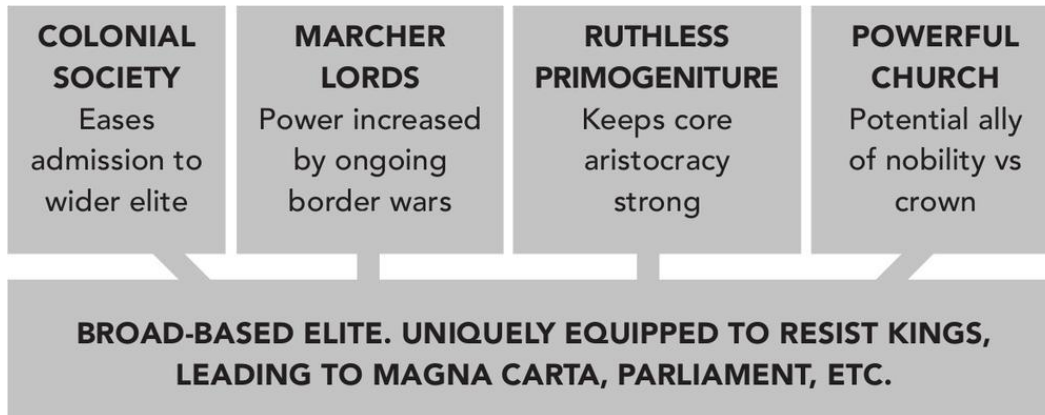 COLONIAL
SOCIETY
Eases
admission to
wider elite
MARCHER
LORDS
Power increased
by ongoing
border wars
RUTHLESS
PRIMOGENITURE
Keeps core
aristocracy
strong
POWERFUL
CHURCH
Potential ally
of nobility vs
crown
BROAD-BASED ELITE. UNIQUELY EQUIPPED TO RESIST KINGS,
LEADING TO MAGNA CARTA, PARLIAMENT, ETC.